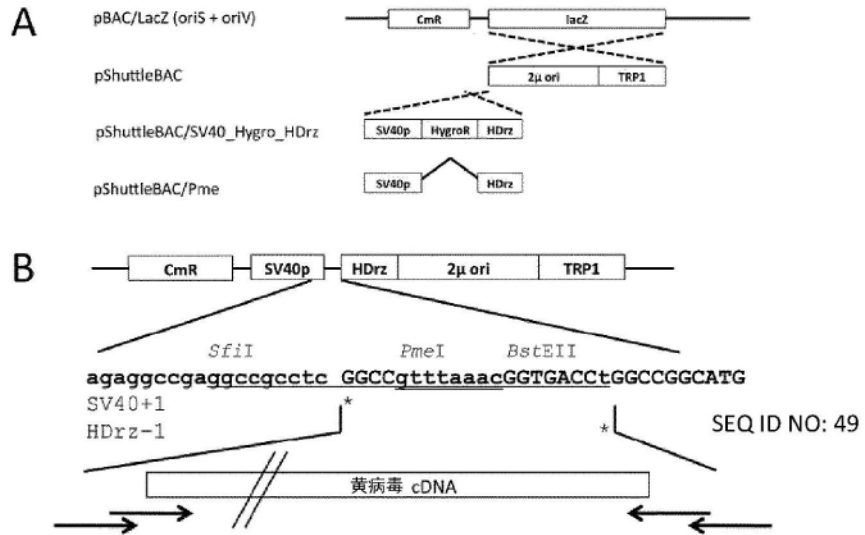 A
pBAC/LacZ (oriS + oriV)
CmR
lacZ
pShuttleBAC
2μ ori
TRP1
pShuttleBAC/SV40_Hygro_HDrz
SV40p
HygroR
HDrz
pShuttleBAC/Pme
SV40p
HDrz
B
CmR
SV40p
HDrz
2μ ori
TRP1
SfiI
PmeI
BstEII
agaggccgaggccgcctc GGCCgtttaaacGGTGACCtGGCCGGCATG
SV40+1
*
HDrz-1
*
SEQ ID NO: 49
黄病毒 cDNA